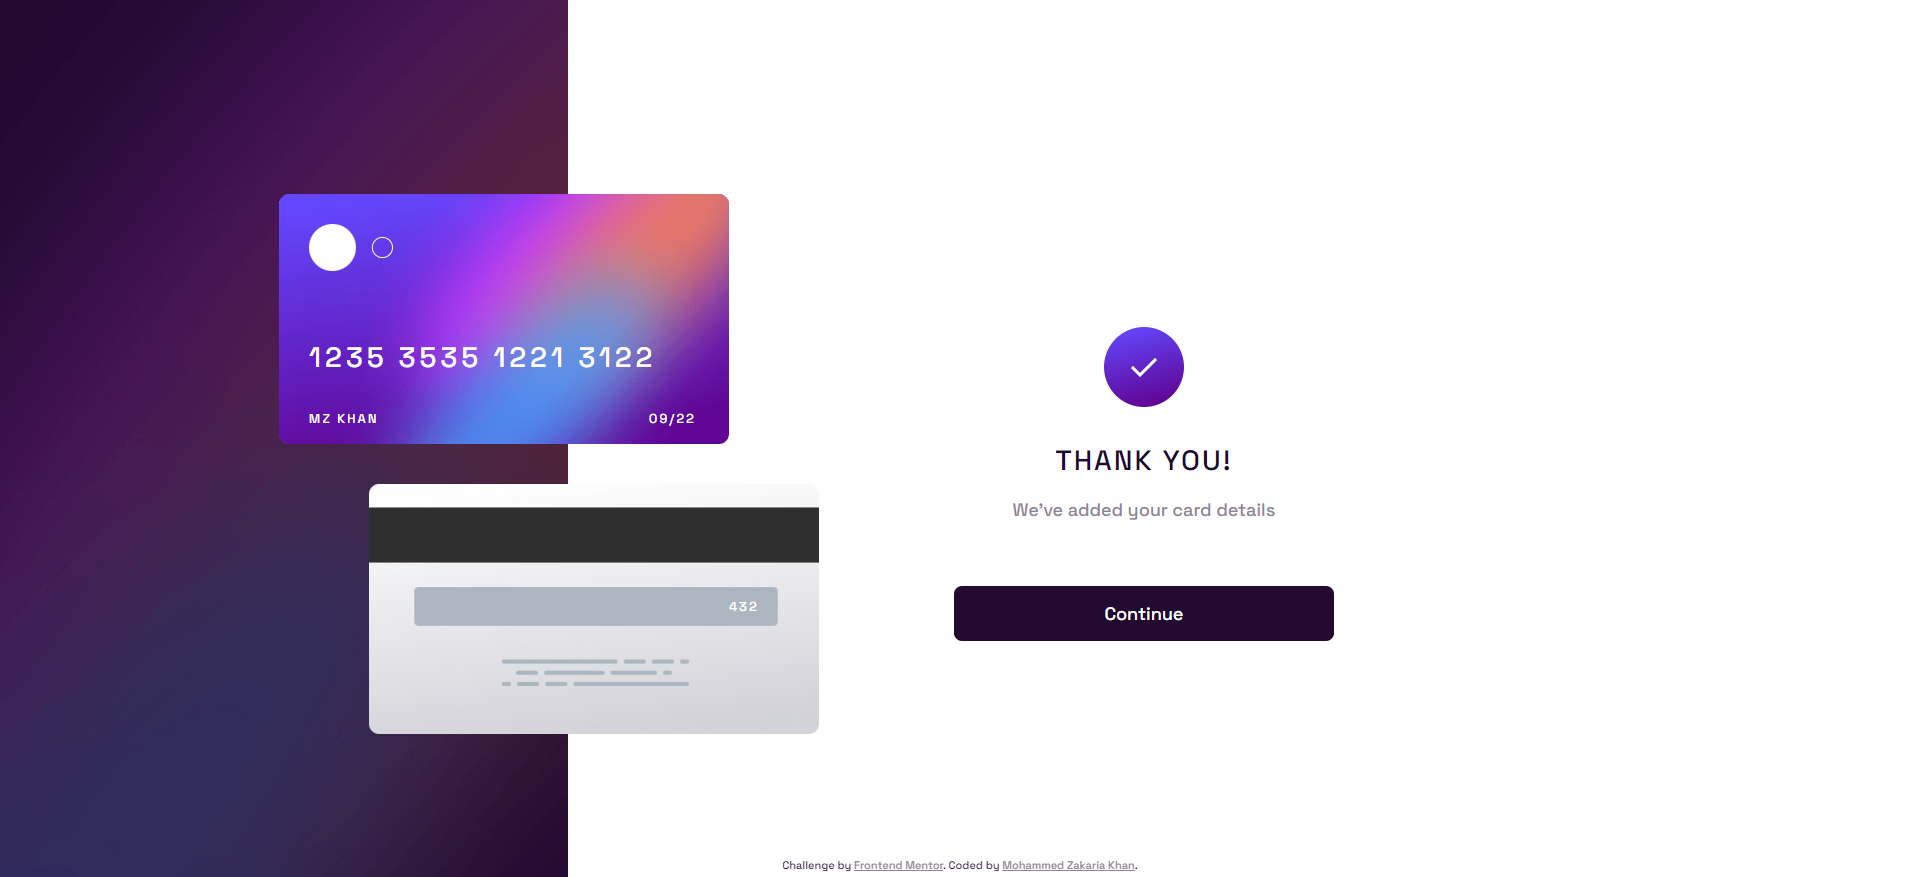 1235 3535 1221 3122
MZ KHAN 09/22
432
THANK YOU!
We've added your card details
Continue
Challenge by Frontend Mentor. Coded by Mohammed Zakaria Khan.